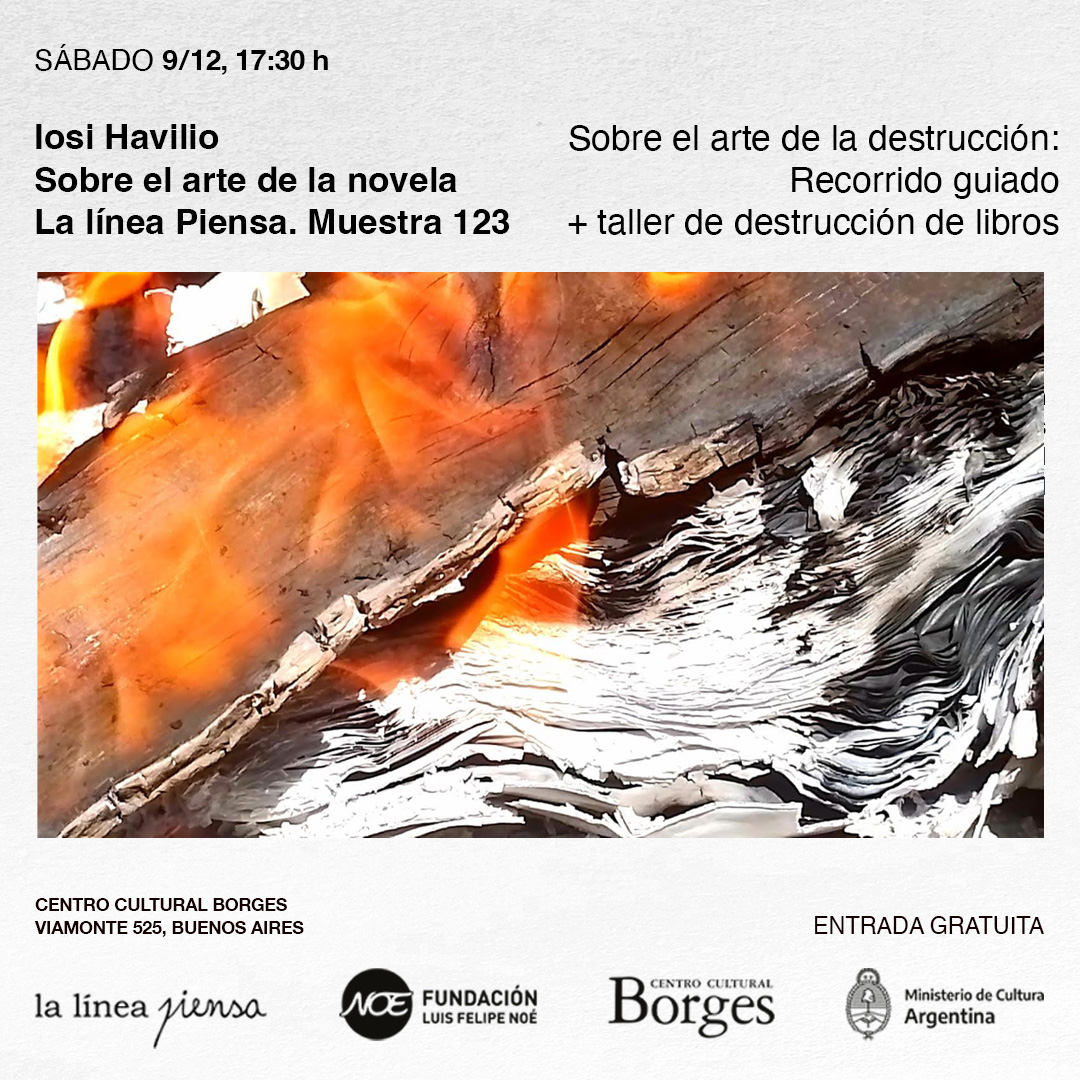 SÁBADO 9/12, 17:30 h
Iosi Havilio
Sobre el arte de la novela
La línea Piensa. Muestra 123
Sobre el arte de la destrucción:
Recorrido guiado
+ taller de destrucción de libros
CENTRO CULTURAL BORGES
VIAMONTE 525, BUENOS AIRES
ENTRADA GRATUITA
la línea piensa
NOE
FUNDACIÓN
LUIS FELIPE NOÉ
CENTRO CULTURAL
Borges
Ministerio de Cultura
Argentina